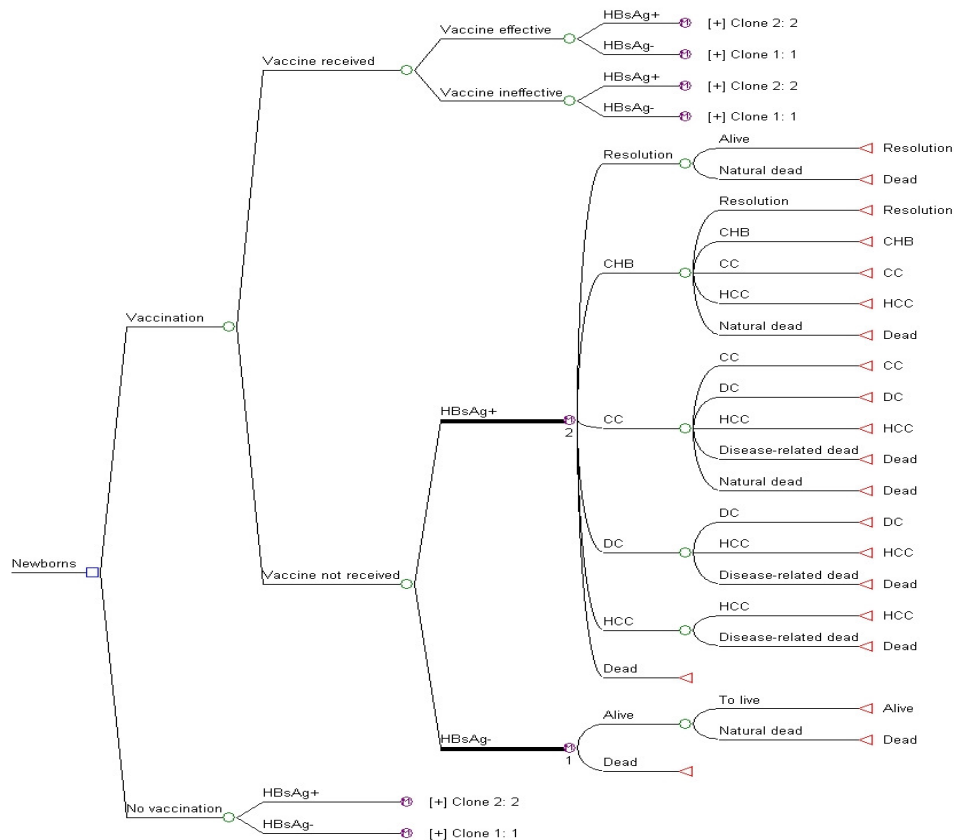 HBsAg+
[+] Clone 2: 2
Vaccine effective
HBsAg-
[+] Clone 1: 1
Vaccine received
HBsAg+
[+] Clone 2: 2
Vaccine ineffective
HBsAg-
[+] Clone 1: 1
Alive
Resolution
Resolution
Natural dead
Dead
Resolution
Resolution
CHB
CHB
CHB
CC
CC
HCC
HCC
Vaccination
Natural dead
Dead
CC
CC
DC
DC
HBsAg+
M
2
CC
HCC
HCC
Disease-related dead
Dead
Natural dead
Dead
DC
DC
DC
HCC
HCC
Newborns
Vaccine not received
Disease-related dead
Dead
HCC
HCC
HCC
Disease-related dead
Dead
Dead
To live
Alive
Alive
HBsAg-
M
1
Natural dead
Dead
Dead
No vaccination
HBsAg+
[+] Clone 2: 2
HBsAg-
[+] Clone 1: 1